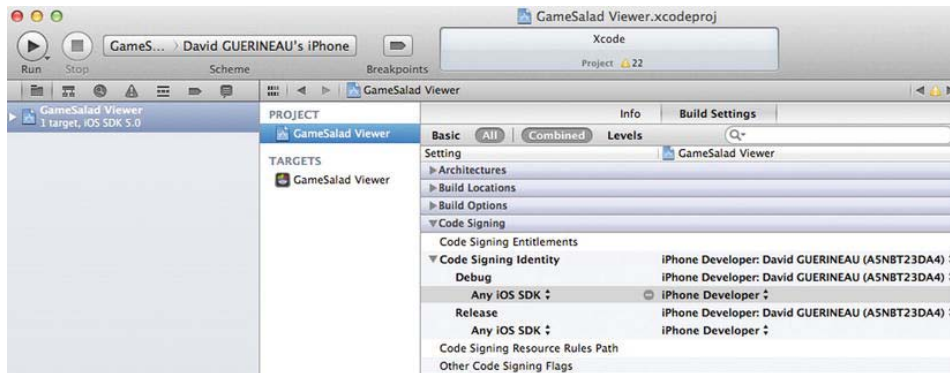 GameSalad Viewer.xcodeproj
GameS... David GUERINEAU's iPhone
Xcode
Project 22
Run Stop Scheme Breakpoints
GameSalad Viewer
GameSalad Viewer
1 target, iOS SDK 5.0
PROJECT
GameSalad Viewer
TARGETS
GameSalad Viewer
Info Build Settings
Basic All Combined Levels
Setting GameSalad Viewer
Architectures
Build Locations
Build Options
Code Signing
Code Signing Entitlements
Code Signing Identity iPhone Developer: David GUERINEAU (A5NBT23DA4)
Debug iPhone Developer: David GUERINEAU (A5NBT23DA4)
Any iOS SDK iPhone Developer
Release iPhone Developer: David GUERINEAU (A5NBT23DA4)
Any iOS SDK iPhone Developer
Code Signing Resource Rules Path
Other Code Signing Flags